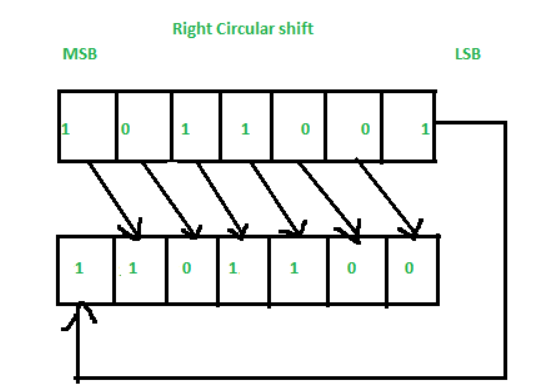 Right Circular shift
MSB LSB
1 0 1 1 0 0 1
1 1 0 1 1 0 0